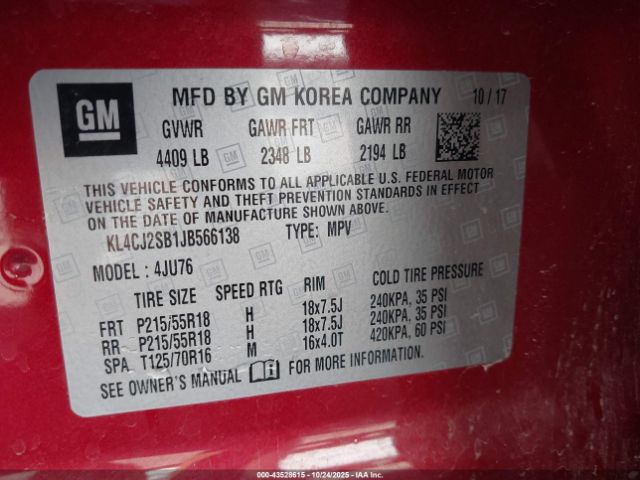 GM
MFD BY GM KOREA COMPANY 10 / 17
GVWR GAWR FRT GAWR RR
4409 LB 2348 LB 2194 LB
THIS VEHICLE CONFORMS TO ALL APPLICABLE U.S. FEDERAL MOTOR
VEHICLE SAFETY AND THEFT PREVENTION STANDARDS IN EFFECT
ON THE DATE OF MANUFACTURE SHOWN ABOVE.
KL4CJ2SB1JB566138 TYPE: MPV
MODEL : 4JU76
TIRE SIZE SPEED RTG RIM COLD TIRE PRESSURE
FRT P215/55R18 H 18x7.5J 240KPA, 35 PSI
RR P215/55R18 H 18x7.5J 240KPA, 35 PSI
SPA T125/70R16 M 16x4.0T 420KPA, 60 PSI
SEE OWNER'S MANUAL FOR MORE INFORMATION.
000-43528615 - 10/24/2025 - IAAI.com